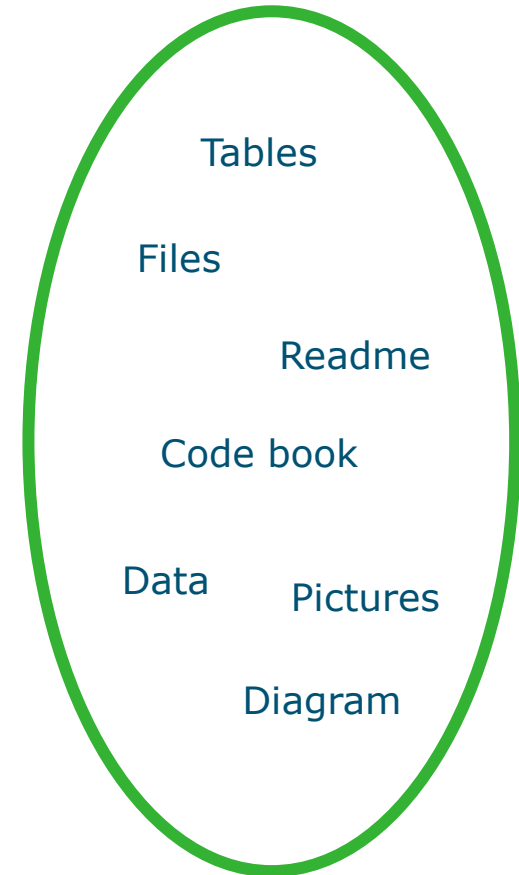 Tables
Files
Readme
Code book
Data
Pictures
Diagram